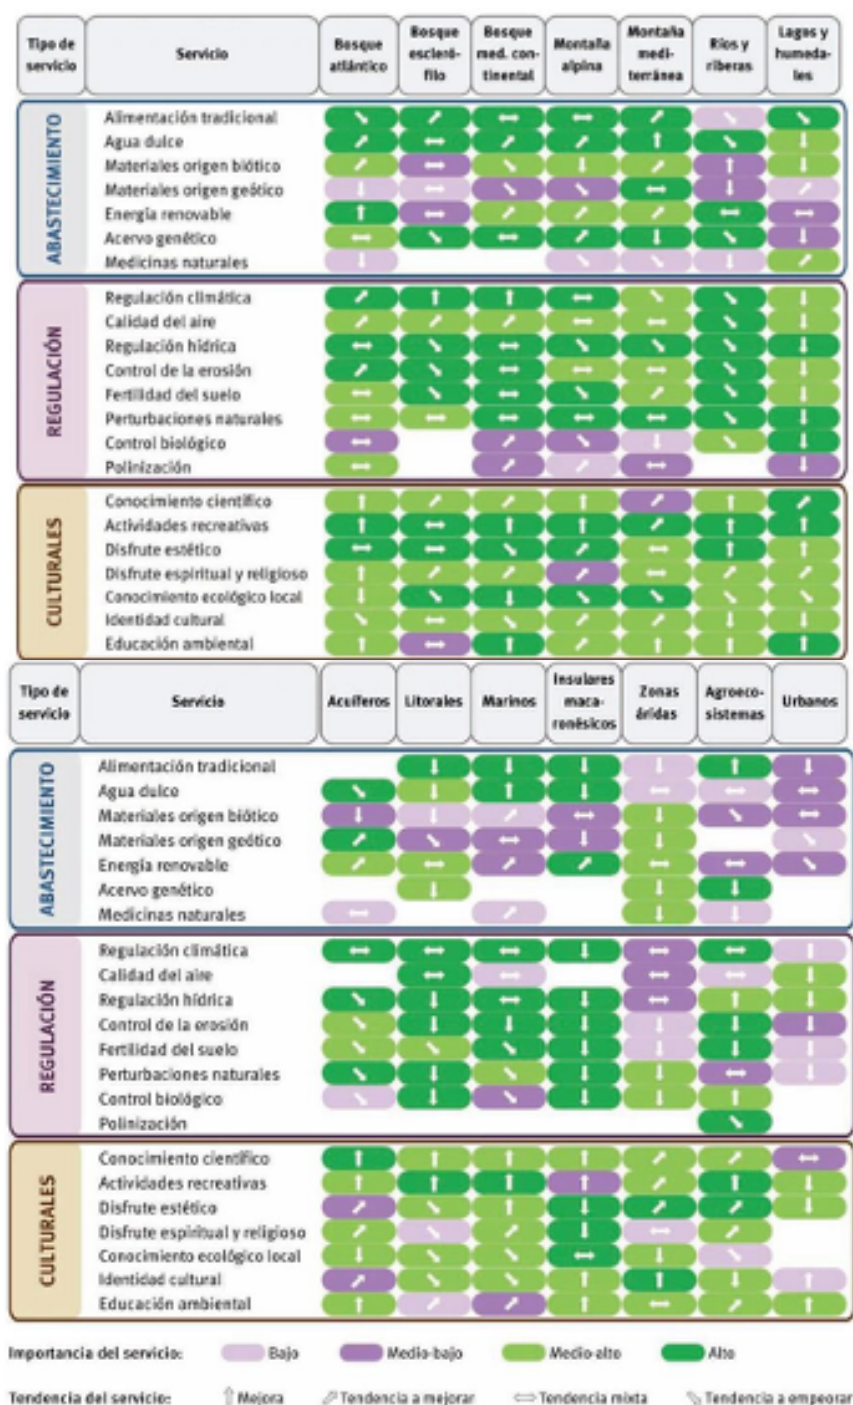 Tipo de servicio
Servicio
Bosque atlántico
Bosque escleró-filo
Bosque med. con-tinental
Montaña alpina
Montaña medi-terránea
Ríos y riberas
Lagos y humeda-les
ABASTECIMIENTO
Alimentación tradicional
Agua dulce
Materiales origen biótico
Materiales origen geótico
Energía renovable
Acervo genético
Medicinas naturales
REGULACIÓN
Regulación climática
Calidad del aire
Regulación hídrica
Control de la erosión
Fertilidad del suelo
Perturbaciones naturales
Control biológico
Polinización
CULTURALES
Conocimiento científico
Actividades recreativas
Disfrute estético
Disfrute espiritual y religioso
Conocimiento ecológico local
Identidad cultural
Educación ambiental
Tipo de servicio
Servicio
Acuíferos
Litorales
Marinos
Insulares maca-ronésicos
Zonas áridas
Agroeco-sistemas
Urbanos
ABASTECIMIENTO
Alimentación tradicional
Agua dulce
Materiales origen biótico
Materiales origen geótico
Energía renovable
Acervo genético
Medicinas naturales
REGULACIÓN
Regulación climática
Calidad del aire
Regulación hídrica
Control de la erosión
Fertilidad del suelo
Perturbaciones naturales
Control biológico
Polinización
CULTURALES
Conocimiento científico
Actividades recreativas
Disfrute estético
Disfrute espiritual y religioso
Conocimiento ecológico local
Identidad cultural
Educación ambiental
Importancia del servicio: Bajo Medio-bajo Medio-alto Alto
Tendencia del servicio: Mejora Tendencia a mejorar Tendencia mixta Tendencia a empeorar